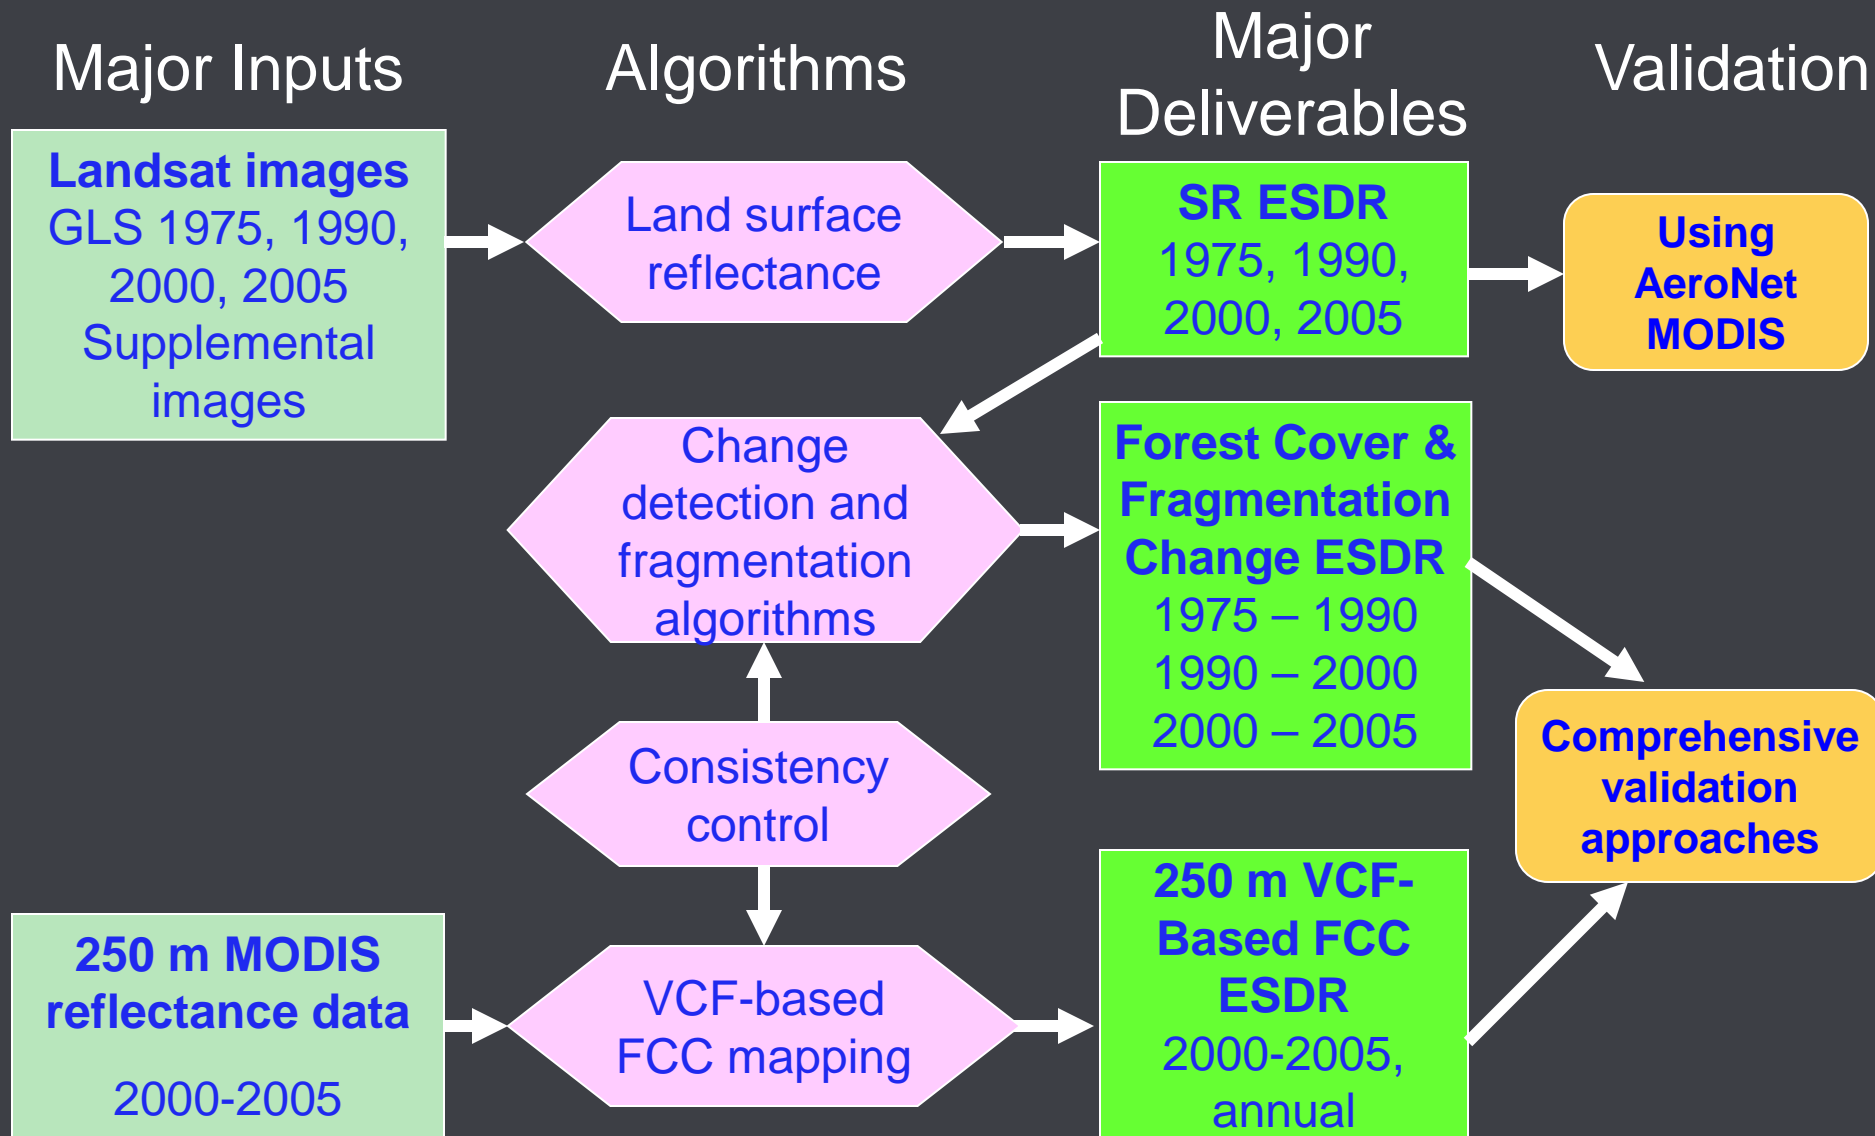 Major Inputs
Algorithms
Major
Deliverables
Validation
Landsat images
GLS 1975, 1990,
2000, 2005
Supplemental
images
Land surface
reflectance
SR ESDR
1975, 1990,
2000, 2005
Using
AeroNet
MODIS
Change
detection and
fragmentation
algorithms
Forest Cover &
Fragmentation
Change ESDR
1975 – 1990
1990 – 2000
2000 – 2005
Consistency
control
Comprehensive
validation
approaches
250 m MODIS
reflectance data
2000-2005
VCF-based
FCC mapping
250 m VCF-
Based FCC
ESDR
2000-2005,
annual